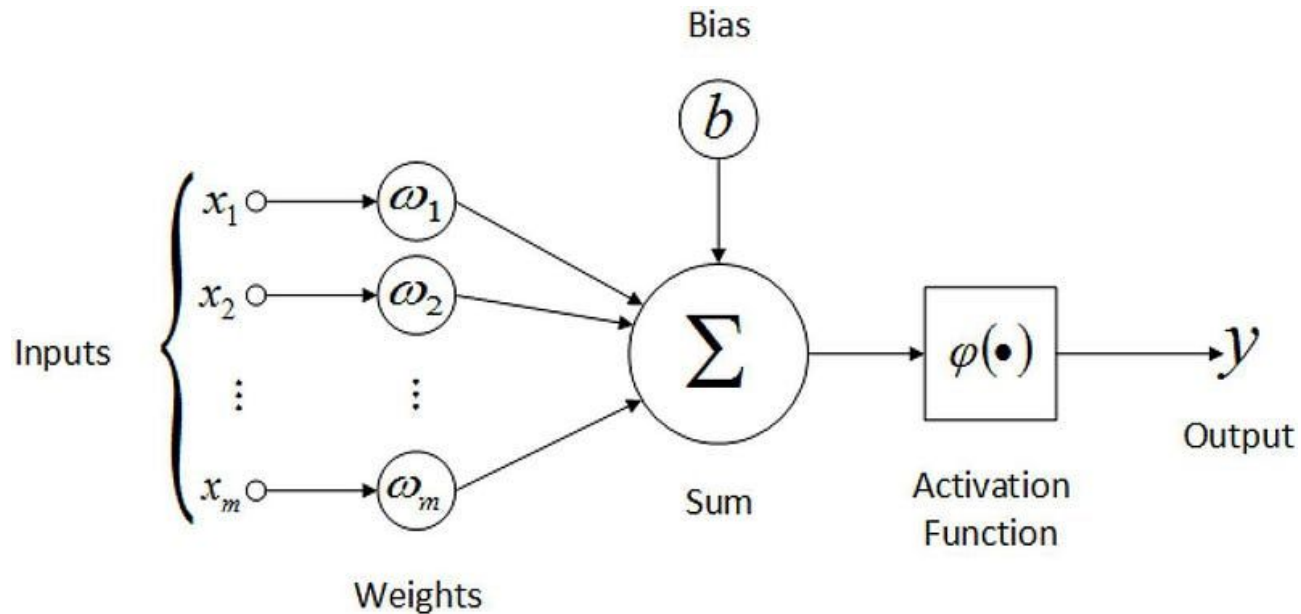 Bias
b
x₁ ω₁
x₂ ω₂
Inputs
⋮ ⋮
Σ
φ(•)
y
Output
xₘ ωₘ
Sum
Activation
Function
Weights